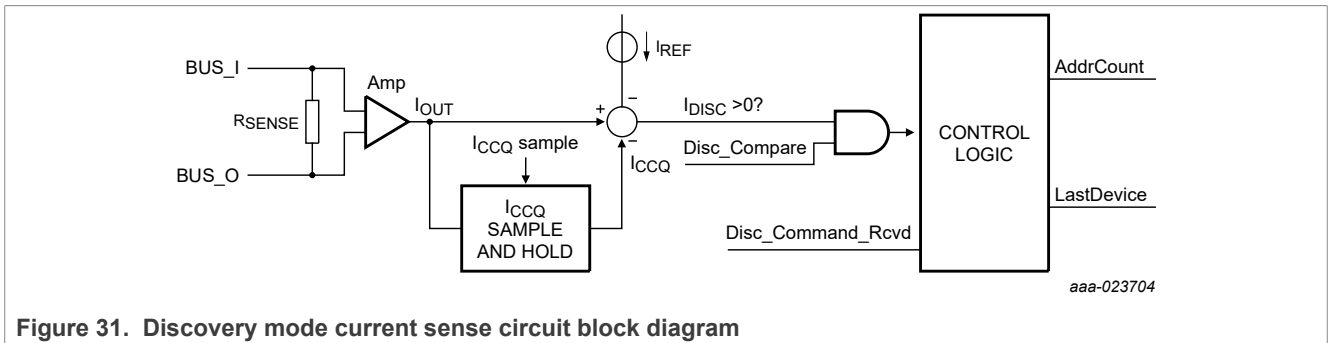 BUS_I
RSENSE
BUS_O
Amp
IOUT
ICCQ sample
ICCQ
SAMPLE
AND HOLD
IREF
+
−
−
ICCQ
IDISC >0?
Disc_Compare
Disc_Command_Rcvd
CONTROL
LOGIC
AddrCount
LastDevice
aaa-023704
Figure 31. Discovery mode current sense circuit block diagram